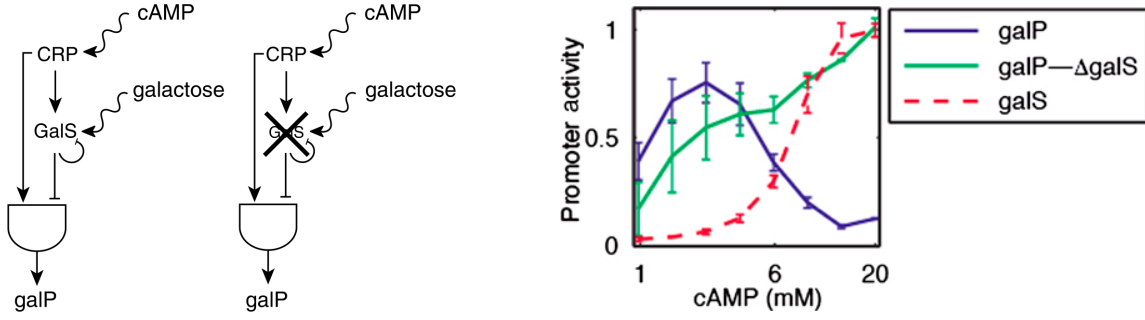 cAMP
CRP
galactose
GalS
galP
cAMP
CRP
galactose
GalS
galP
Promoter activity
1
0.5
0
1
6
20
cAMP (mM)
galP
galP—ΔgalS
galS